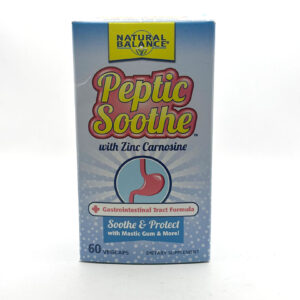 NATURAL
BALANCE®
Peptic
Soothe™
with Zinc Carnosine
Gastrointestinal Tract Formula
Soothe & Protect
with Mastic Gum & More!
60 VEGCAPS
DIETARY SUPPLEMENT